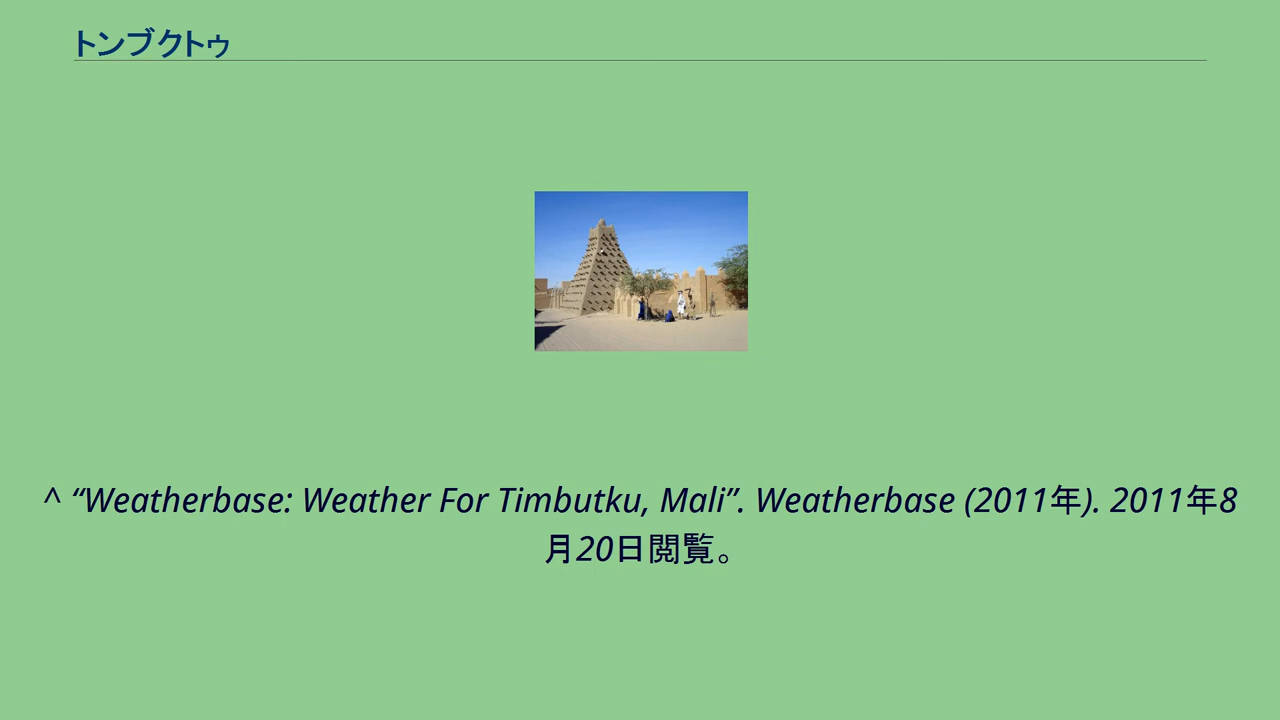 トンブクトゥ
^ “Weatherbase: Weather For Timbutku, Mali”. Weatherbase (2011年). 2011年8
月20日閲覧。